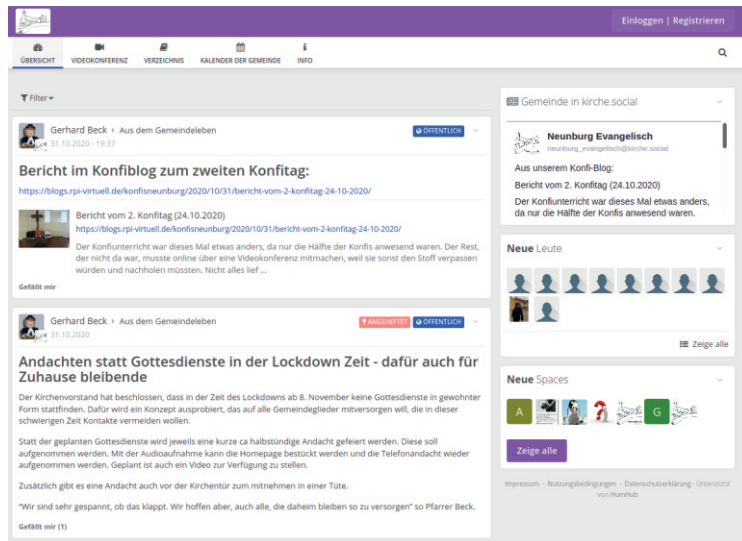 Einloggen | Registrieren
ÜBERSICHT VIDEOKONFERENZ VERZEICHNIS KALENDER DER GEMEINDE INFO
Filter
Gerhard Beck › Aus dem Gemeindeleben
ÖFFENTLICH
31.10.2020 - 19:37
Bericht im Konfiblog zum zweiten Konfitag:
https://blogs.rpi-virtuell.de/konfisneunburg/2020/10/31/bericht-vom-2-konfitag-24-10-2020/
Bericht vom 2. Konfitag (24.10.2020)
https://blogs.rpi-virtuell.de/konfisneunburg/2020/10/31/bericht-vom-2-konfitag-24-10-2020/
Der Konfiunterricht war dieses Mal etwas anders, da nur die Hälfte der Konfis anwesend waren. Der Rest,
der nicht da war, musste online über eine Videokonferenz mitmachen, weil sie sonst den Stoff verpassen
würden und nachholen müssten. Nicht alles lief ...
Gefällt mir
Gerhard Beck › Aus dem Gemeindeleben
ANGEHEFTET ÖFFENTLICH
31.10.2020
Andachten statt Gottesdienste in der Lockdown Zeit - dafür auch für
Zuhause bleibende
Der Kirchenvorstand hat beschlossen, dass in der Zeit des Lockdowns ab 8. November keine Gottesdienste in gewohnter
Form stattfinden. Dafür wird ein Konzept ausprobiert, das auf alle Gemeindeglieder mitversorgen will, die in dieser
schwierigen Zeit Kontakte vermeiden wollen.
Statt der geplanten Gottesdienste wird jeweils eine kurze ca halbstündige Andacht gefeiert werden. Diese soll
aufgenommen werden. Mit der Audioaufnahme kann die Homepage bestückt werden und die Telefonandacht wieder
aufgenommen werden. Geplant ist auch ein Video zur Verfügung zu stellen.
Zusätzlich gibt es eine Andacht auch vor der Kirchentür zum mitnehmen in einer Tüte.
"Wir sind sehr gespannt, ob das klappt. Wir hoffen aber, auch alle, die daheim bleiben so zu versorgen" so Pfarrer Beck.
Gefällt mir (1)
Gemeinde in kirche.social
Neunburg Evangelisch
neunburg_evangelisch@kirche.social
Aus unserem Konfi-Blog:
Bericht vom 2. Konfitag (24.10.2020)
Der Konfiunterricht war dieses Mal etwas anders,
da nur die Hälfte der Konfis anwesend waren.
Neue Leute
Zeige alle
Neue Spaces
A G
Zeige alle
Impressum · Nutzungsbedingungen · Datenschutzerklärung · Unterstützt
von HumHub